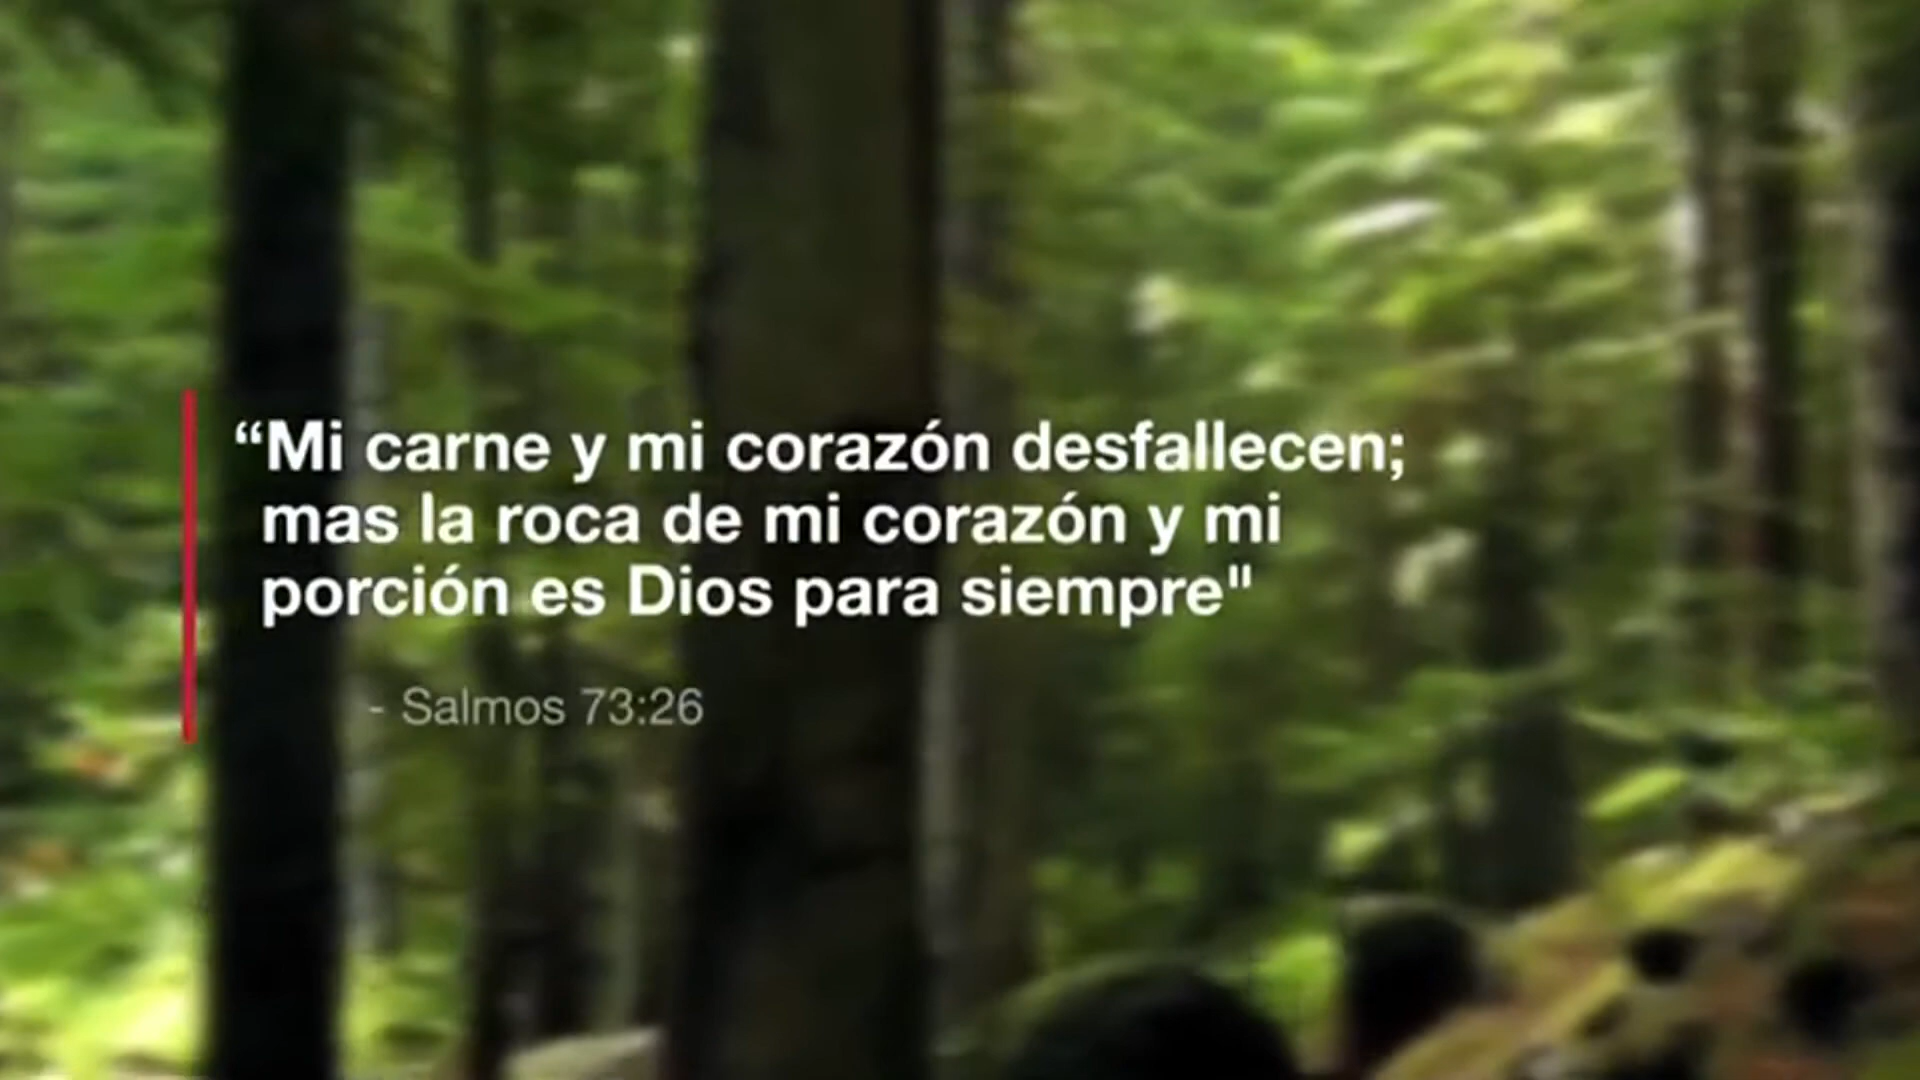 “Mi carne y mi corazón desfallecen;
mas la roca de mi corazón y mi
porción es Dios para siempre"
- Salmos 73:26